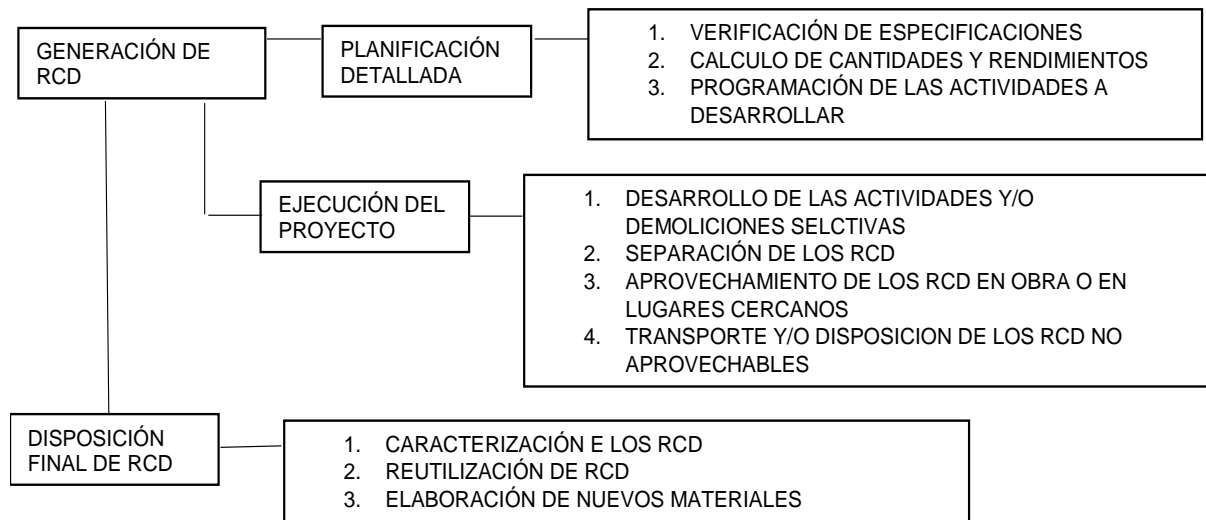 GENERACIÓN DE
RCD
PLANIFICACIÓN
DETALLADA
1. VERIFICACIÓN DE ESPECIFICACIONES
2. CALCULO DE CANTIDADES Y RENDIMIENTOS
3. PROGRAMACIÓN DE LAS ACTIVIDADES A
DESARROLLAR
EJECUCIÓN DEL
PROYECTO
1. DESARROLLO DE LAS ACTIVIDADES Y/O
DEMOLICIONES SELCTIVAS
2. SEPARACIÓN DE LOS RCD
3. APROVECHAMIENTO DE LOS RCD EN OBRA O EN
LUGARES CERCANOS
4. TRANSPORTE Y/O DISPOSICION DE LOS RCD NO
APROVECHABLES
DISPOSICIÓN
FINAL DE RCD
1. CARACTERIZACIÓN E LOS RCD
2. REUTILIZACIÓN DE RCD
3. ELABORACIÓN DE NUEVOS MATERIALES